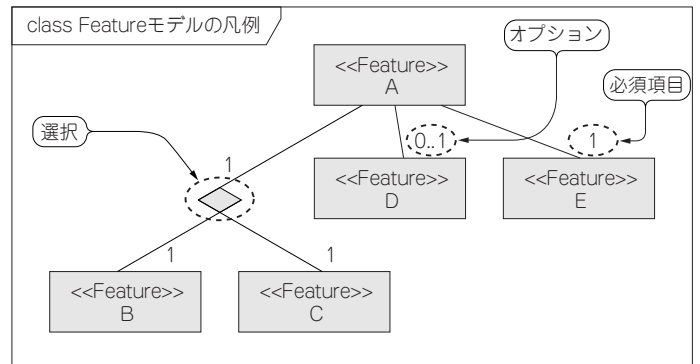 class Featureモデルの凡例
オプション
<<Feature>>
A
必須項目
選択
0..1
1
1
<<Feature>>
D
<<Feature>>
E
1
1
<<Feature>>
B
<<Feature>>
C